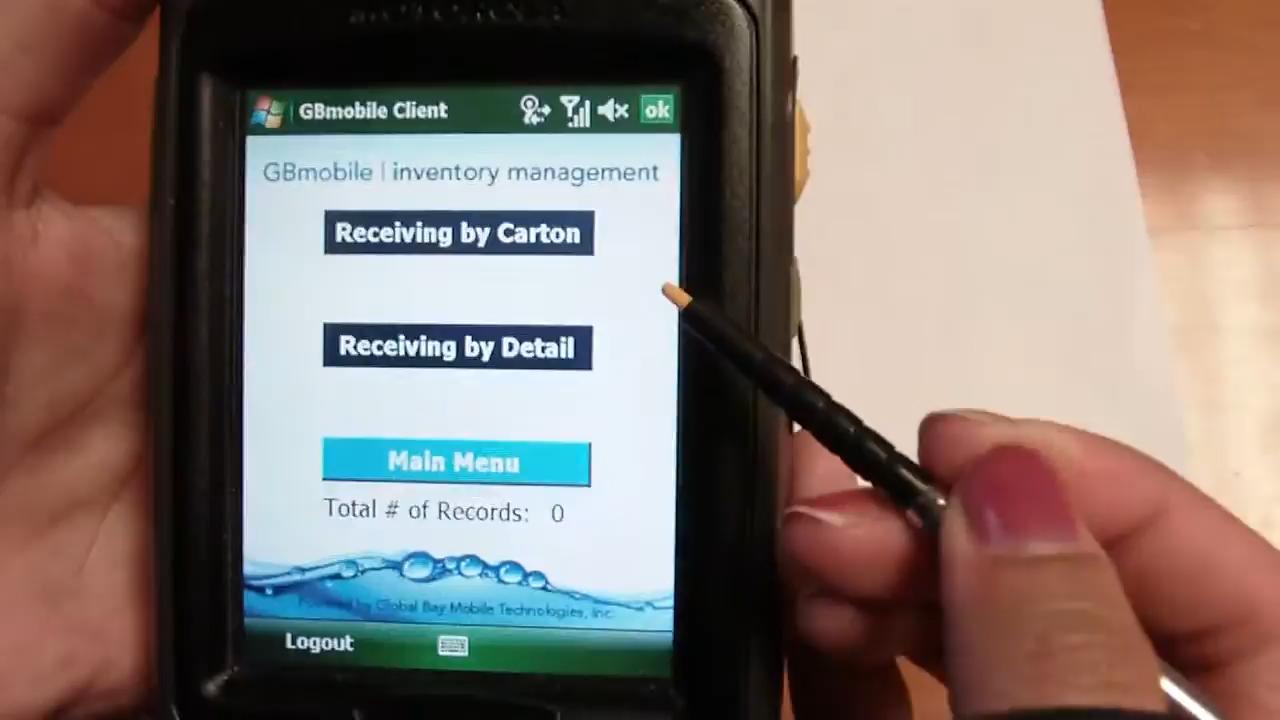 GBmobile Client ok
GBmobile | inventory management
Receiving by Carton
Receiving by Detail
Main Menu
Total # of Records: 0
Powered by Global Bay Mobile Technologies, Inc.
Logout